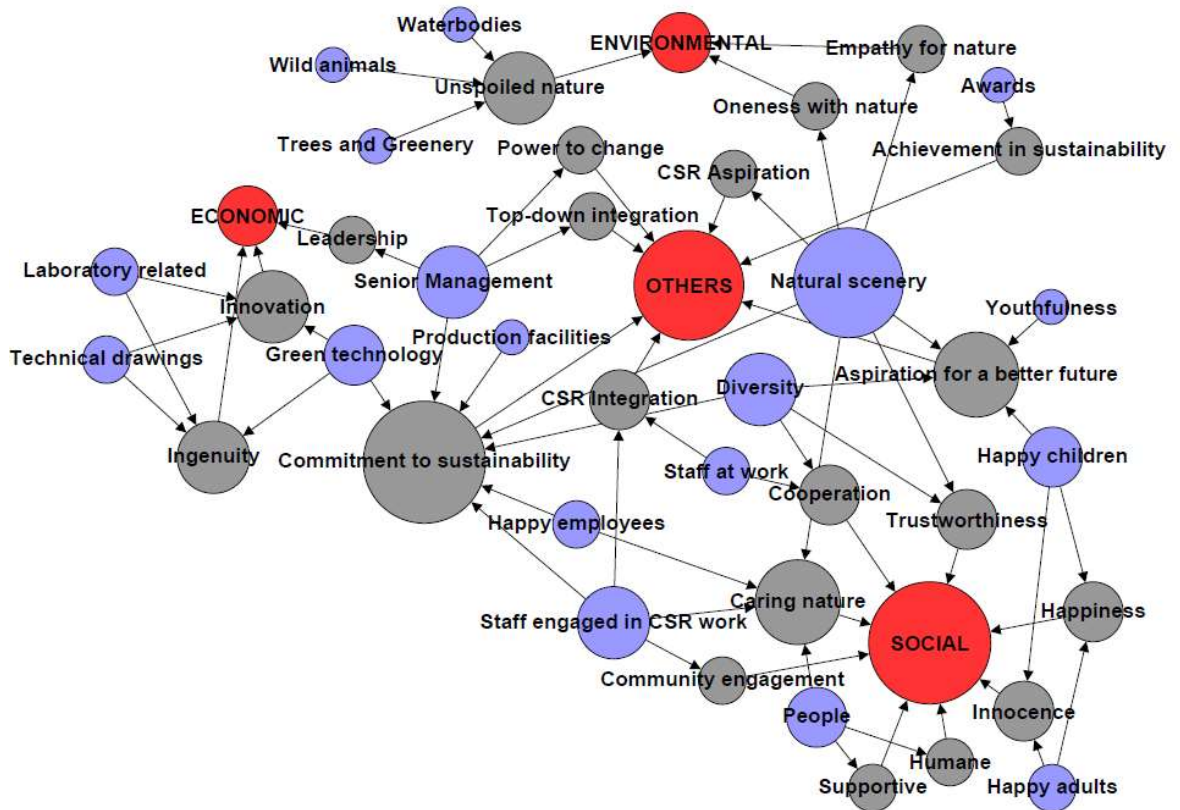 Waterbodies
ENVIRONMENTAL
Empathy for nature
Wild animals
Unspoiled nature
Awards
Oneness with nature
Trees and Greenery
Power to change
Achievement in sustainability
CSR Aspiration
ECONOMIC
Top-down integration
Leadership
Laboratory related
Senior Management
OTHERS
Natural scenery
Innovation
Youthfulness
Production facilities
Technical drawings
Green technology
Aspiration for a better future
Diversity
CSR Integration
Ingenuity
Commitment to sustainability
Staff at work
Happy children
Cooperation
Happy employees
Trustworthiness
Caring nature
Happiness
Staff engaged in CSR work
SOCIAL
Community engagement
People
Innocence
Humane
Supportive
Happy adults